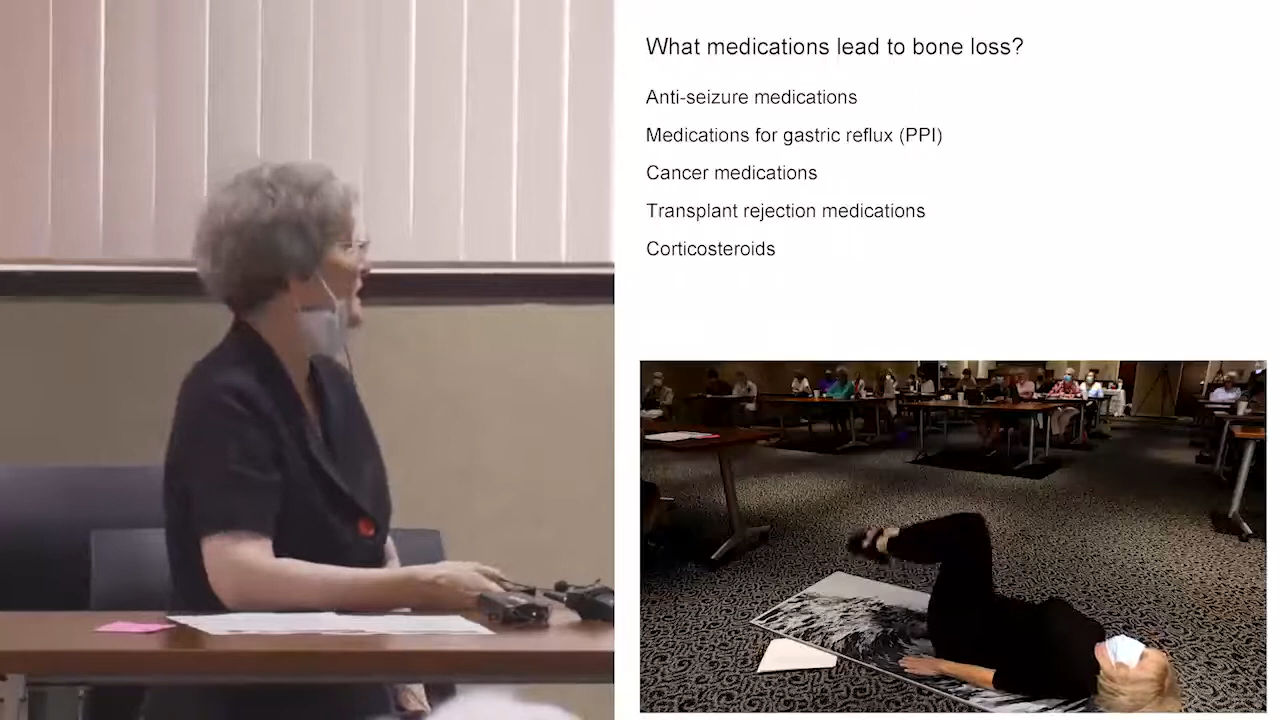 What medications lead to bone loss?
Anti-seizure medications
Medications for gastric reflux (PPI)
Cancer medications
Transplant rejection medications
Corticosteroids